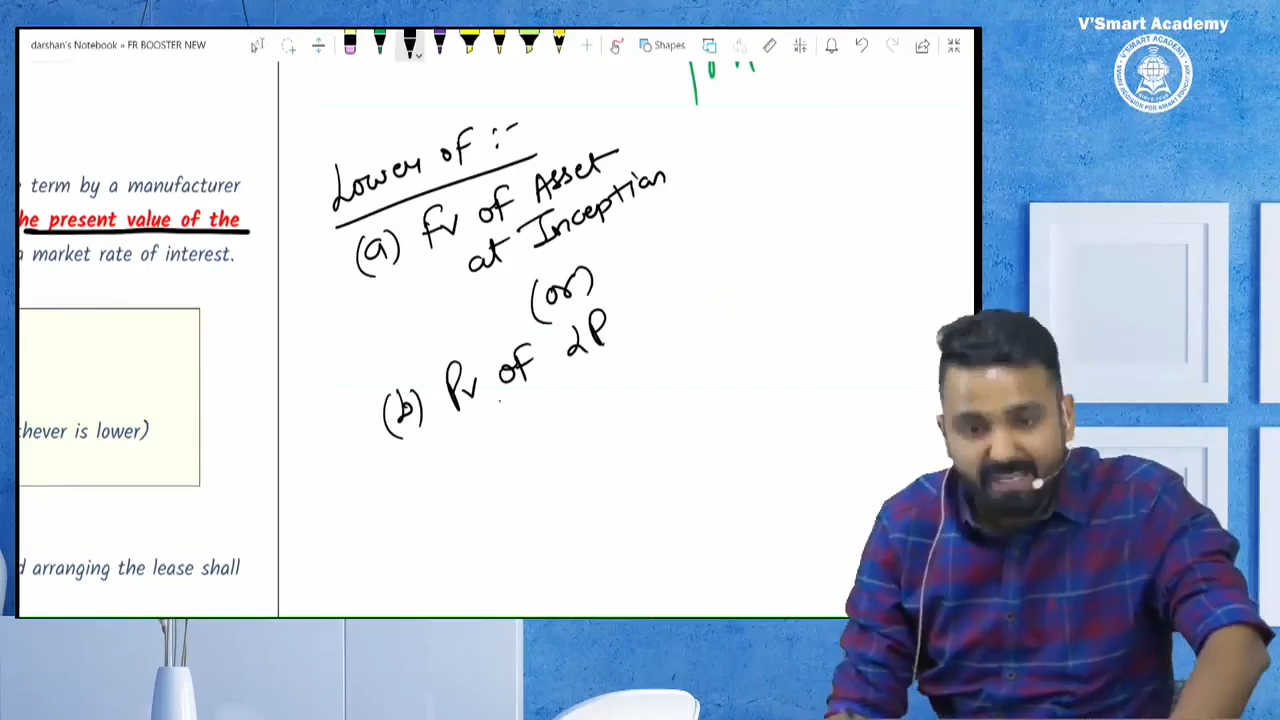 V'Smart Academy
darshan's Notebook » FR BOOSTER NEW
Shapes
term by a manufacturer
he present value of the
market rate of interest.
hever is lower)
d arranging the lease shall
Lower of :-
(a) FV of Asset
at Inception
(or)
(b) PV of LP